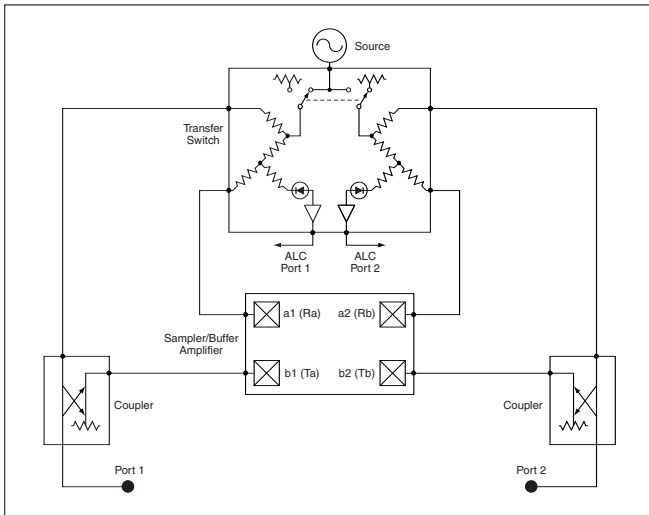 Source
Transfer
Switch
ALC
Port 1
ALC
Port 2
a1 (Ra)
a2 (Rb)
Sampler/Buffer
Amplifier
b1 (Ta)
b2 (Tb)
Coupler
Coupler
Port 1
Port 2